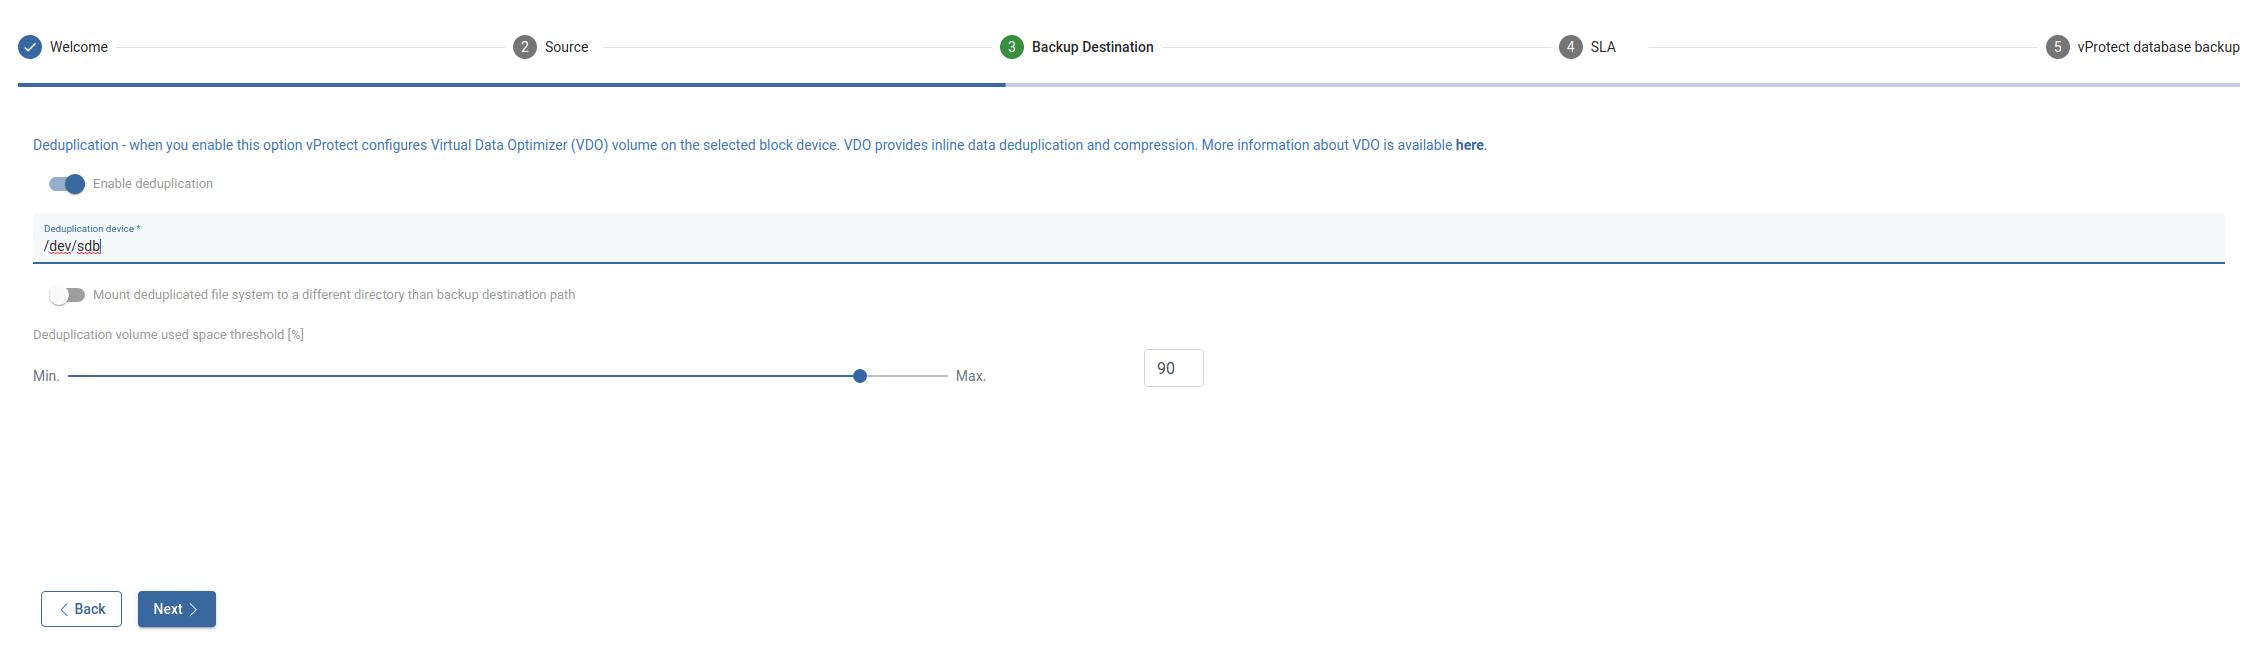 Welcome
2 Source
3 Backup Destination
4 SLA
5 vProtect database backup
Deduplication - when you enable this option vProtect configures Virtual Data Optimizer (VDO) volume on the selected block device. VDO provides inline data deduplication and compression. More information about VDO is available here.
Enable deduplication
Deduplication device *
/dev/sdb
Mount deduplicated file system to a different directory than backup destination path
Deduplication volume used space threshold [%]
Min. Max. 90
Back Next